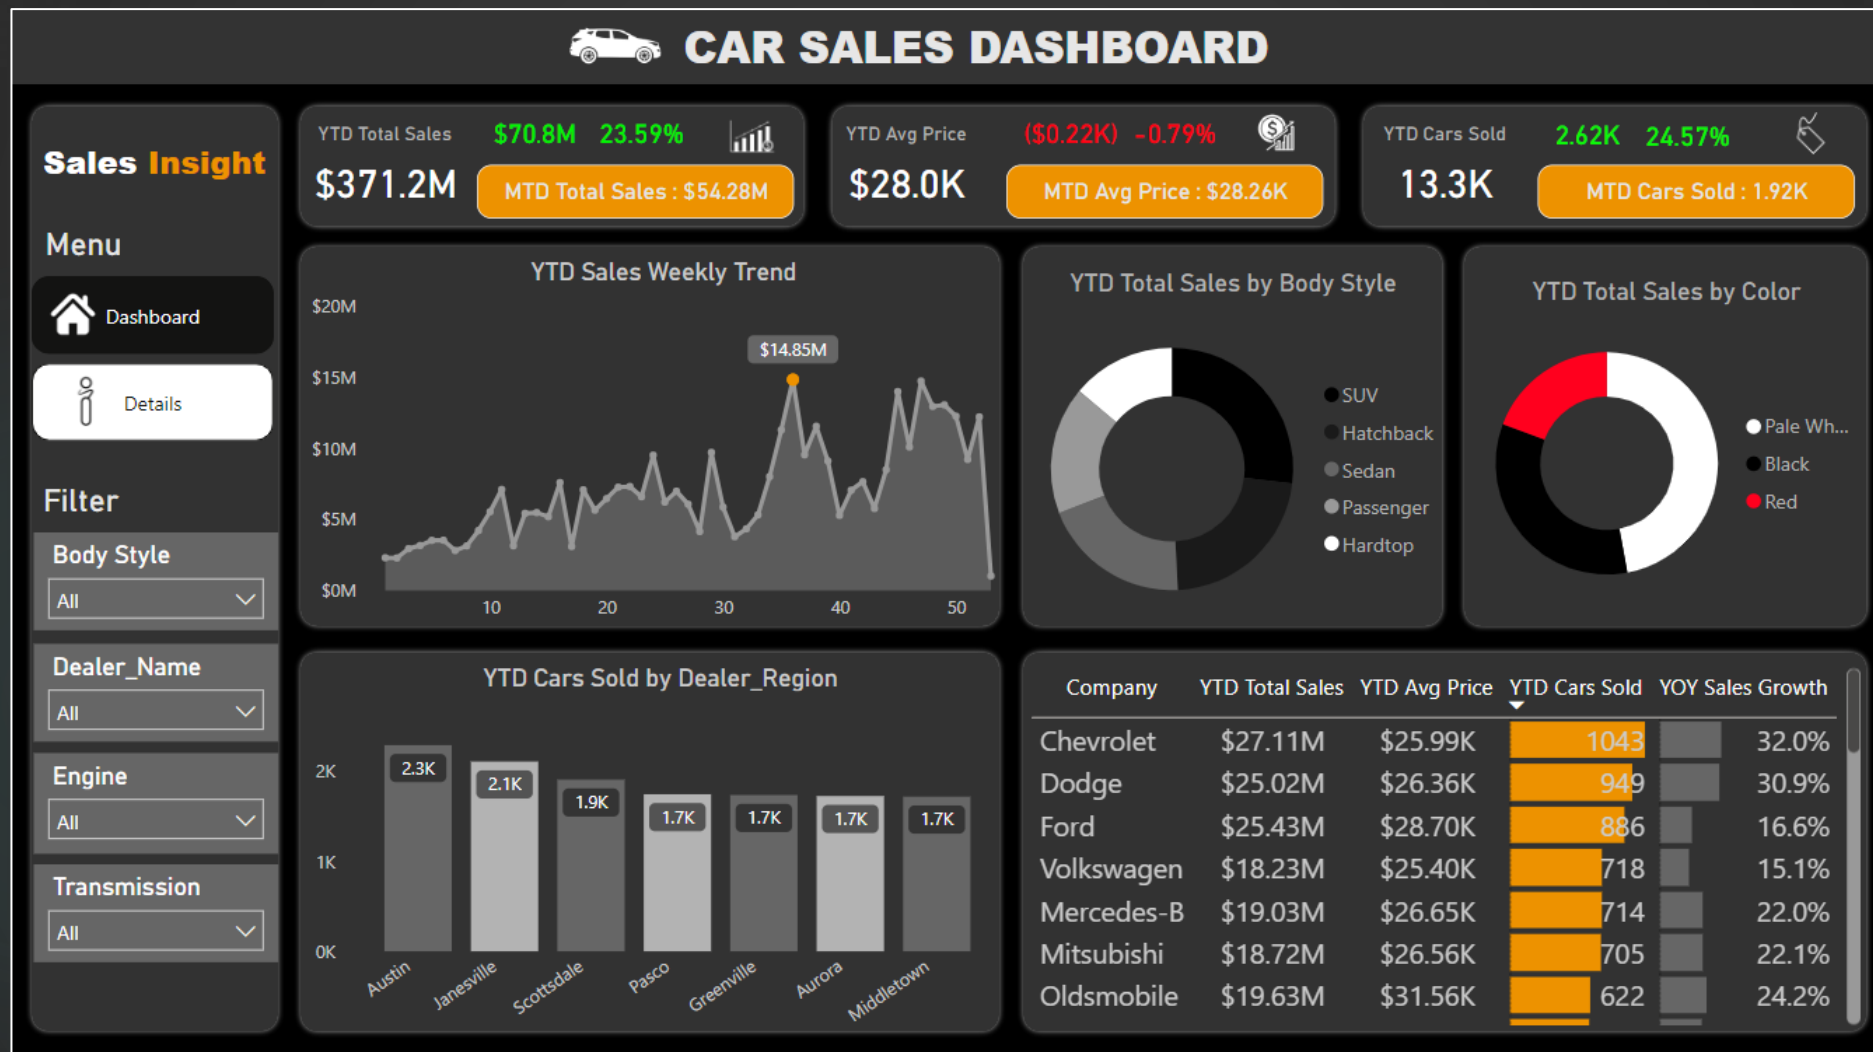 CAR SALES DASHBOARD
Sales Insight
Menu
Dashboard
Details
Filter
Body Style
All
Dealer_Name
All
Engine
All
Transmission
All
YTD Total Sales $70.8M 23.59%
$371.2M MTD Total Sales : $54.28M
YTD Avg Price ($0.22K) -0.79%
$28.0K MTD Avg Price : $28.26K
YTD Cars Sold 2.62K 24.57%
13.3K MTD Cars Sold : 1.92K
YTD Sales Weekly Trend
$20M
$15M
$10M
$5M
$0M
$14.85M
10 20 30 40 50
YTD Total Sales by Body Style
SUV
Hatchback
Sedan
Passenger
Hardtop
YTD Total Sales by Color
Pale Wh...
Black
Red
YTD Cars Sold by Dealer_Region
2K
1K
0K
2.3K 2.1K 1.9K 1.7K 1.7K 1.7K 1.7K
Austin Janesville Scottsdale Pasco Greenville Aurora Middletown
Company YTD Total Sales YTD Avg Price YTD Cars Sold YOY Sales Growth
Chevrolet $27.11M $25.99K 1043 32.0%
Dodge $25.02M $26.36K 949 30.9%
Ford $25.43M $28.70K 886 16.6%
Volkswagen $18.23M $25.40K 718 15.1%
Mercedes-B $19.03M $26.65K 714 22.0%
Mitsubishi $18.72M $26.56K 705 22.1%
Oldsmobile $19.63M $31.56K 622 24.2%